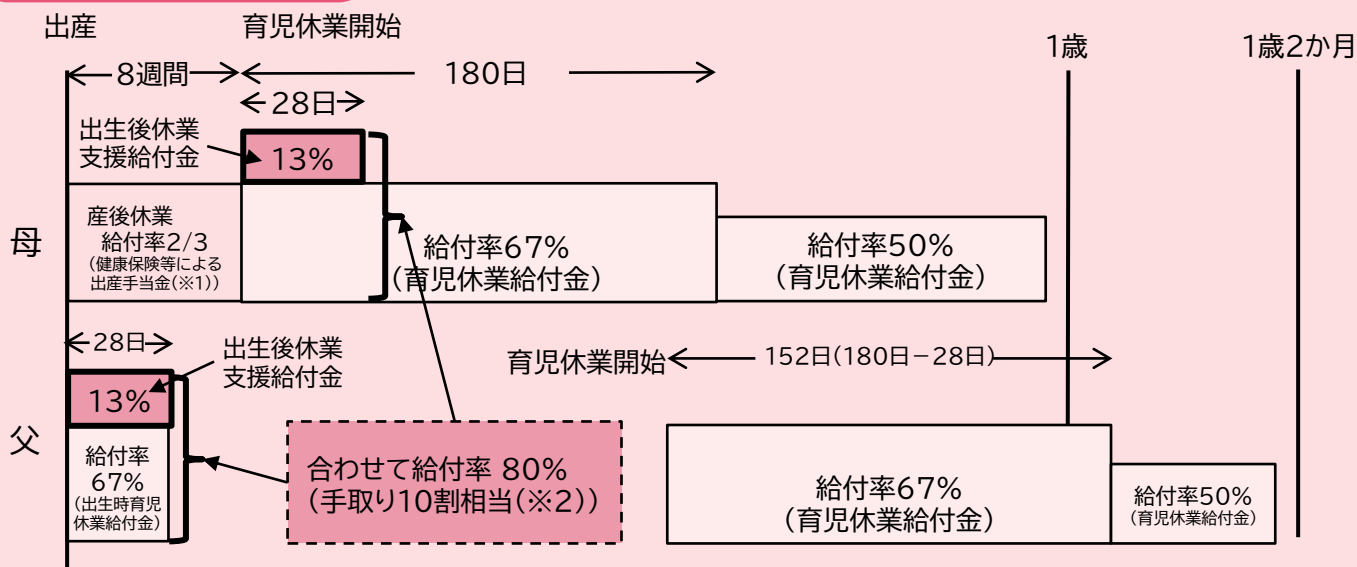 出産
育児休業開始
1歳
1歳2か月
8週間
180日
28日
出生後休業
支援給付金
13%
母
産後休業
給付率2/3
(健康保険等による
出産手当金(※1))
給付率67%
(育児休業給付金)
給付率50%
(育児休業給付金)
28日
出生後休業
支援給付金
育児休業開始
152日(180日－28日)
13%
父
給付率
67%
(出生時育児
休業給付金)
合わせて給付率 80%
(手取り10割相当(※2))
給付率67%
(育児休業給付金)
給付率50%
(育児休業給付金)